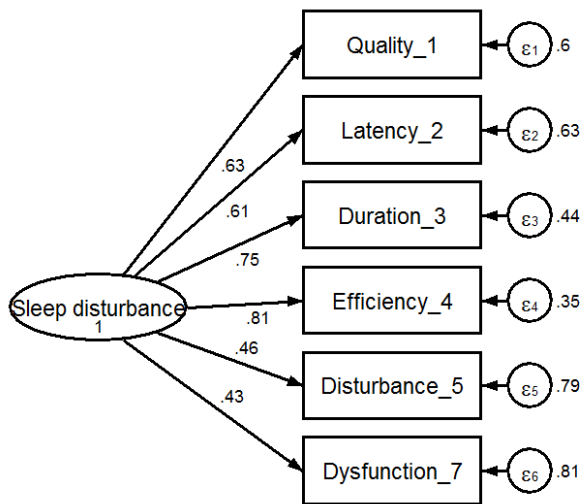 Quality_1
ε1 .6
Latency_2
ε2 .63
.63
.61
Duration_3
ε3 .44
.75
Sleep disturbance
1
.81
Efficiency_4
ε4 .35
.46
Disturbance_5
ε5 .79
.43
Dysfunction_7
ε6 .81